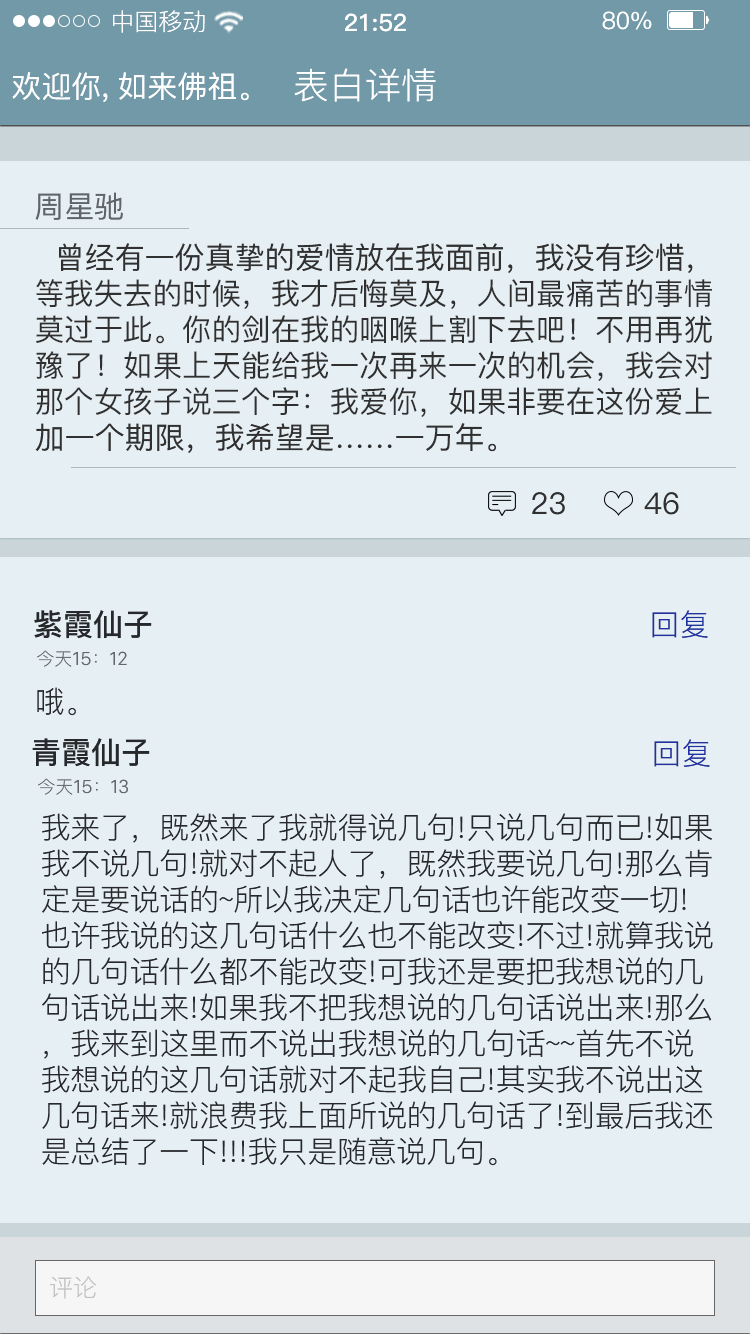 中国移动 21:52 80%
欢迎你, 如来佛祖。 表白详情
周星驰
曾经有一份真挚的爱情放在我面前，我没有珍惜，
等我失去的时候，我才后悔莫及，人间最痛苦的事情
莫过于此。你的剑在我的咽喉上割下去吧！不用再犹
豫了！如果上天能给我一次再来一次的机会，我会对
那个女孩子说三个字：我爱你，如果非要在这份爱上
加一个期限，我希望是……一万年。
23 46
紫霞仙子 回复
今天15：12
哦。
青霞仙子 回复
今天15：13
我来了，既然来了我就得说几句!只说几句而已!如果
我不说几句!就对不起人了，既然我要说几句!那么肯
定是要说话的~所以我决定几句话也许能改变一切!
也许我说的这几句话什么也不能改变!不过!就算我说
的几句话什么都不能改变!可我还是要把我想说的几
句话说出来!如果我不把我想说的几句话说出来!那么
，我来到这里而不说出我想说的几句话~~首先不说
我想说的这几句话就对不起我自己!其实我不说出这
几句话来!就浪费我上面所说的几句话了!到最后我还
是总结了一下!!!我只是随意说几句。
评论